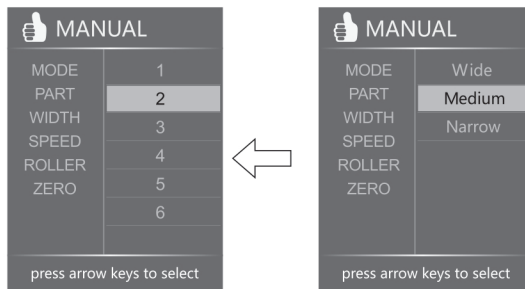 MANUAL
MODE
PART
WIDTH
SPEED
ROLLER
ZERO
1
2
3
4
5
6
press arrow keys to select
MANUAL
MODE
PART
WIDTH
SPEED
ROLLER
ZERO
Wide
Medium
Narrow
press arrow keys to select